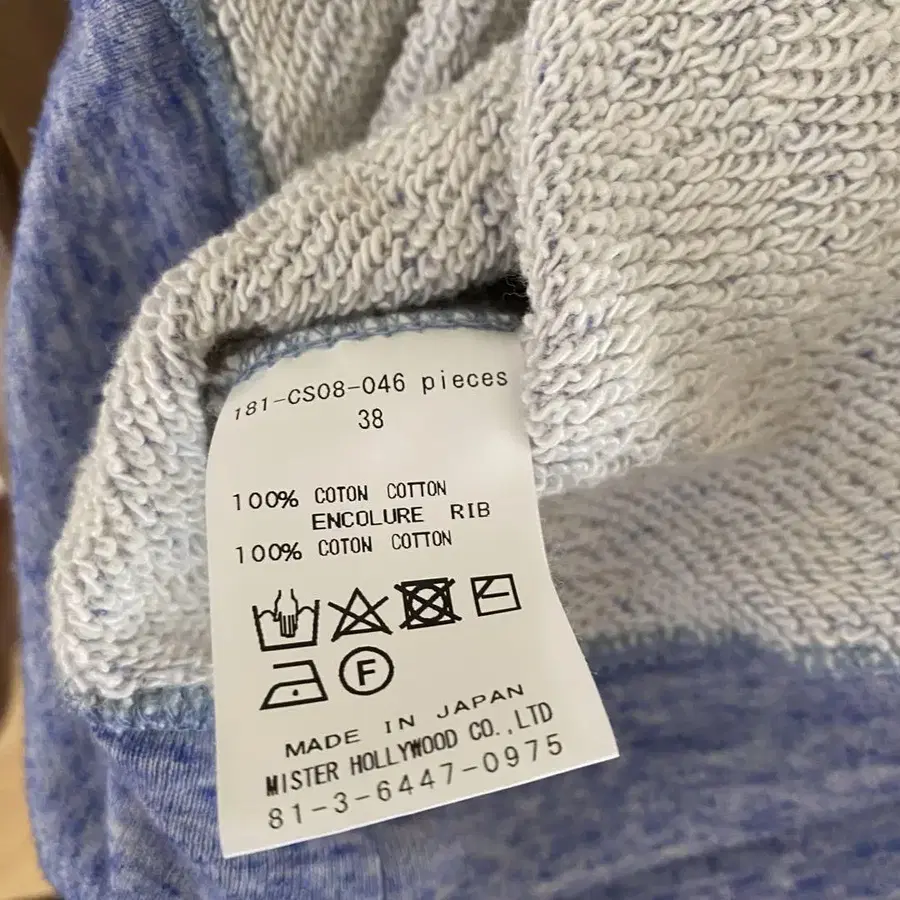 181-CS08-046 pieces
38
100% COTON COTTON
ENCOLURE RIB
100% COTON COTTON
F
MADE IN JAPAN
MISTER HOLLYWOOD CO.,LTD
81-3-6447-0975